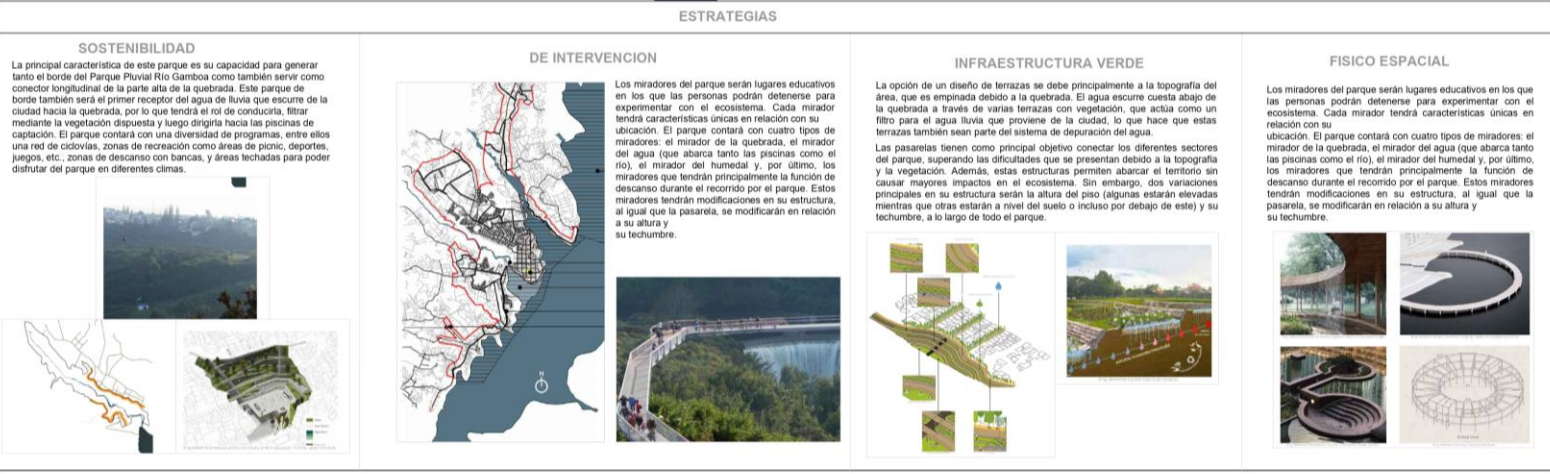 ESTRATEGIAS
SOSTENIBILIDAD
La principal característica de este parque es su capacidad para generar
tanto el borde del Parque Pluvial Río Gamboa como también servir como
conector longitudinal de la parte alta de la quebrada. Este parque de
borde también será el primer receptor del agua de lluvia que escurre de la
ciudad hacia la quebrada, por lo que tendrá el rol de conducirla, filtrar
mediante la vegetación dispuesta y luego dirigirla hacia las piscinas de
captación. El parque contará con una diversidad de programas, entre ellos
una red de ciclovías, zonas de recreación como áreas de picnic, deportes,
juegos, etc., zonas de descanso con bancas, y áreas techadas para poder
disfrutar del parque en diferentes climas.
DE INTERVENCION
Los miradores del parque serán lugares educativos
en los que las personas podrán detenerse para
experimentar con el ecosistema. Cada mirador
tendrá características únicas en relación con su
ubicación. El parque contará con cuatro tipos de
miradores: el mirador de la quebrada, el mirador
del agua (que abarca tanto las piscinas como el
río), el mirador del humedal y, por último, los
miradores que tendrán principalmente la función de
descanso durante el recorrido por el parque. Estos
miradores tendrán modificaciones en su estructura,
al igual que la pasarela, se modificarán en relación
a su altura y
su techumbre.
N
INFRAESTRUCTURA VERDE
La opción de un diseño de terrazas se debe principalmente a la topografía del
área, que es empinada debido a la quebrada. El agua escurre cuesta abajo de
la quebrada a través de varias terrazas con vegetación, que actúa como un
filtro para el agua lluvia que proviene de la ciudad, lo que hace que estas
terrazas también sean parte del sistema de depuración del agua.
Las pasarelas tienen como principal objetivo conectar los diferentes sectores
del parque, superando las dificultades que se presentan debido a la topografía
y la vegetación. Además, estas estructuras permiten abarcar el territorio sin
causar mayores impactos en el ecosistema. Sin embargo, dos variaciones
principales en su estructura serán la altura del piso (algunas estarán elevadas
mientras que otras estarán a nivel del suelo o incluso por debajo de este) y su
techumbre, a lo largo de todo el parque.
FISICO ESPACIAL
Los miradores del parque serán lugares educativos en los que
las personas podrán detenerse para experimentar con el
ecosistema. Cada mirador tendrá características únicas en
relación con su
ubicación. El parque contará con cuatro tipos de miradores: el
mirador de la quebrada, el mirador del agua (que abarca tanto
las piscinas como el río), el mirador del humedal y, por último,
los miradores que tendrán principalmente la función de
descanso durante el recorrido por el parque. Estos miradores
tendrán modificaciones en su estructura, al igual que la
pasarela, se modificarán en relación a su altura y
su techumbre.